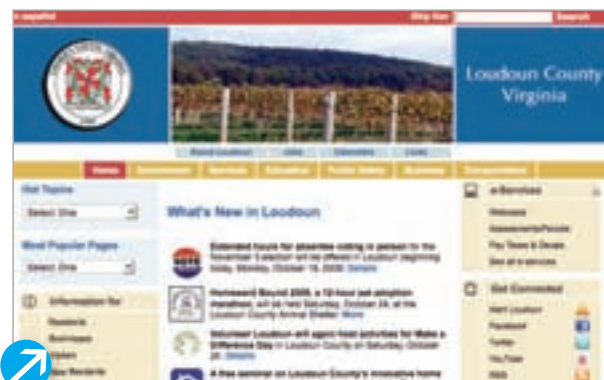 en español
Skip Nav
Search
Loudoun County
Virginia
About Loudoun
Jobs
Calendars
Links
Home
Government
Services
Education
Public Safety
Business
Transportation
Hot Topics
Select One
Most Popular Pages
Select One
Information for
Residents
Businesses
New Residents
What's New in Loudoun
VOTE
Extended hours for absentee voting in person for the
November 3 election will be offered in Loudoun beginning
today, Monday, October 19, 2009. Details
Homeward Bound 2009, a 12-hour pet adoption
marathon, will be held Saturday, October 24, at the
Loudoun County Animal Shelter. More
Volunteer Loudoun will again host activities for Make a
Difference Day in Loudoun County on Saturday, October
24. Details
A free seminar on Loudoun County's innovative home
e-Services
Webcasts
Assessments/Parcels
Pay Taxes & Decals
See all e-services
Get Connected
Alert Loudoun
Facebook
Twitter
YouTube
RSS